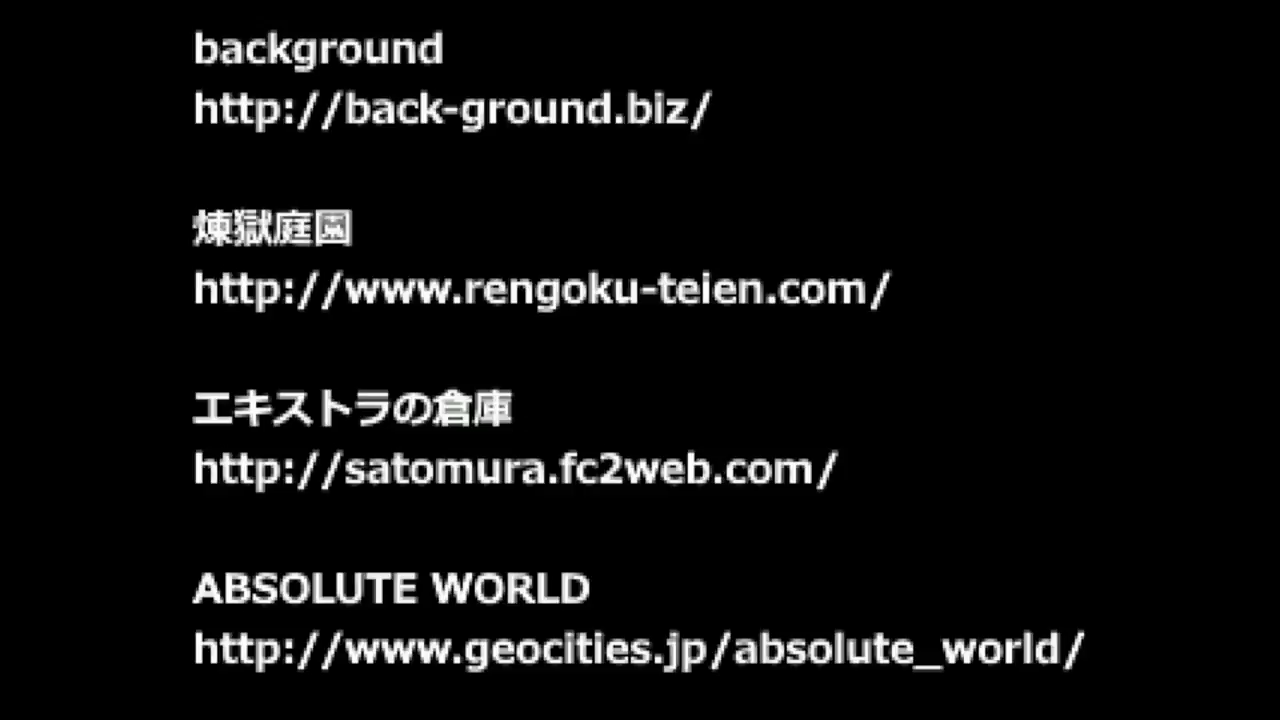 background
http://back-ground.biz/
煉獄庭園
http://www.rengoku-teien.com/
エキストラの倉庫
http://satomura.fc2web.com/
ABSOLUTE WORLD
http://www.geocities.jp/absolute_world/